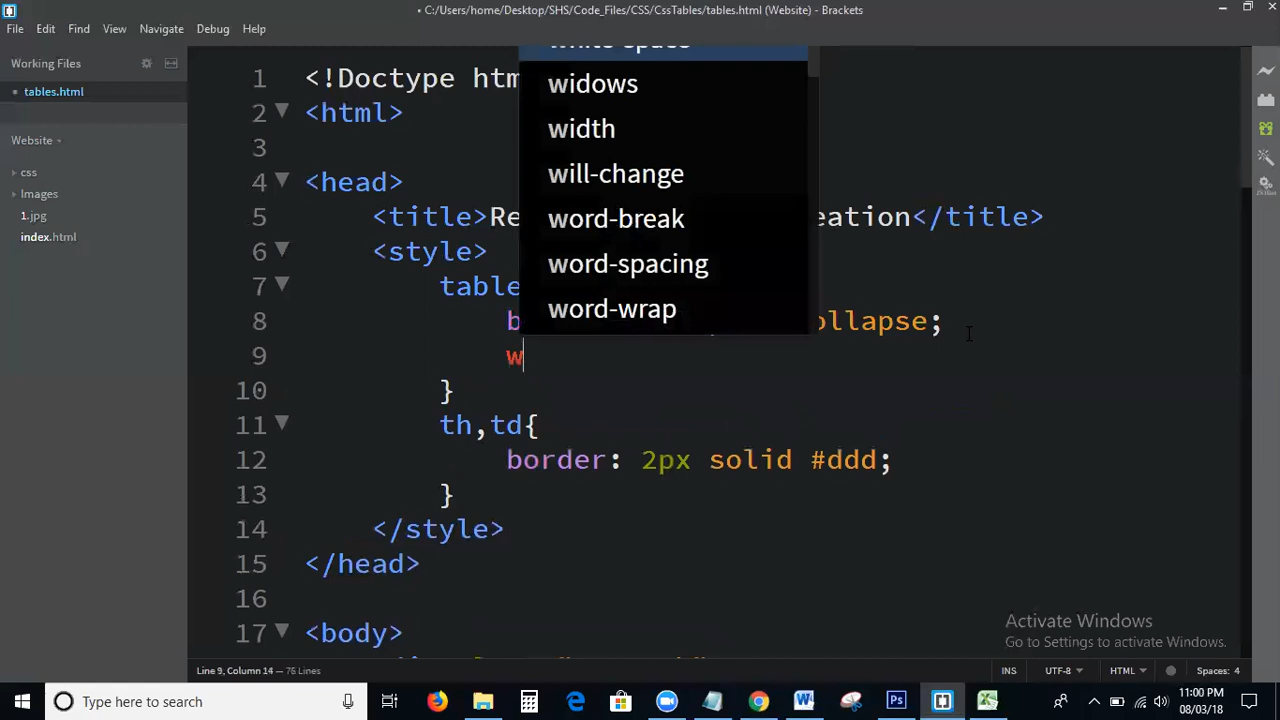 • C:/Users/home/Desktop/SHS/Code_Files/CSS/CssTables/tables.html (Website) - Brackets
File Edit Find View Navigate Debug Help
Working Files
tables.html
Website
css
Images
1.jpg
index.html
white-space
widows
width
will-change
word-break
word-spacing
word-wrap
1 <!Doctype htm
2 <html>
3
4 <head>
5 <title>Re eation</title>
6 <style>
7 table
8 b ollapse;
9 w
10 }
11 th,td{
12 border: 2px solid #ddd;
13 }
14 </style>
15 </head>
16
17 <body>
Activate Windows
Go to Settings to activate Windows.
Line 9, Column 14 — 76 Lines
INS UTF-8 HTML Spaces: 4
Type here to search
11:00 PM
08/03/18